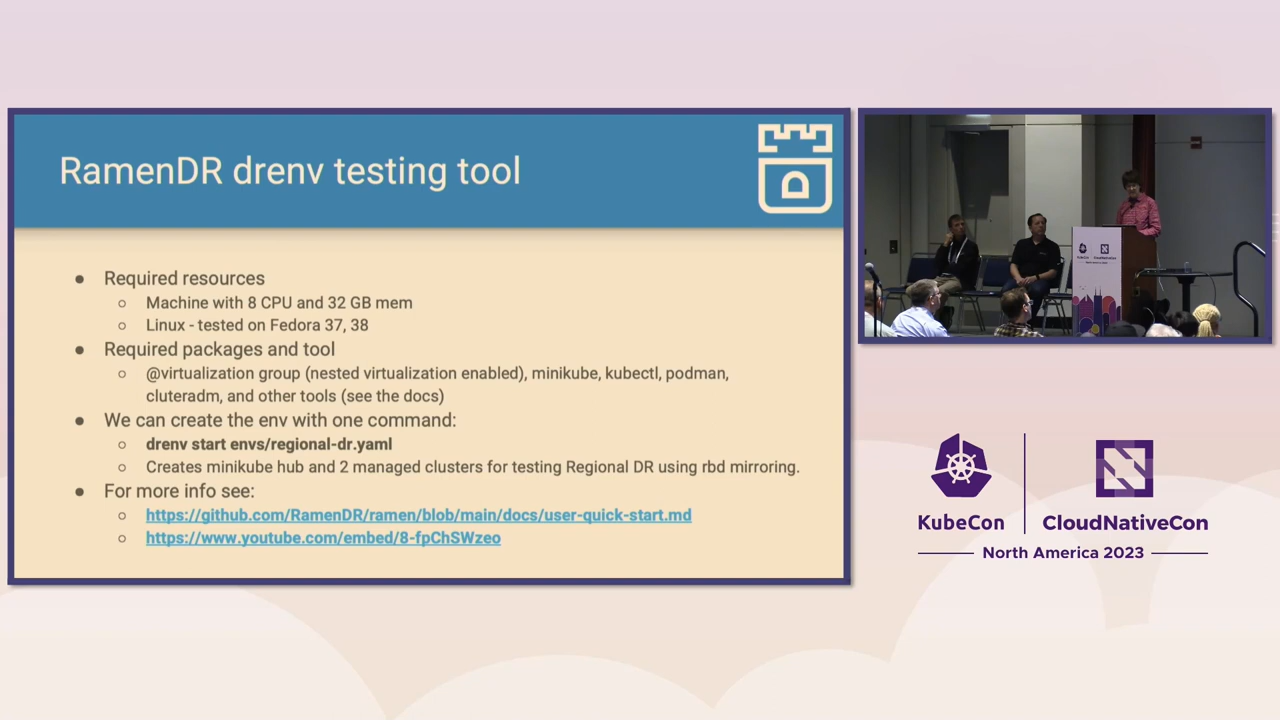 RamenDR drenv testing tool
D
● Required resources
○ Machine with 8 CPU and 32 GB mem
○ Linux - tested on Fedora 37, 38
● Required packages and tool
○ @virtualization group (nested virtualization enabled), minikube, kubectl, podman,
cluteradm, and other tools (see the docs)
● We can create the env with one command:
○ drenv start envs/regional-dr.yaml
○ Creates minikube hub and 2 managed clusters for testing Regional DR using rbd mirroring.
● For more info see:
○ https://github.com/RamenDR/ramen/blob/main/docs/user-quick-start.md
○ https://www.youtube.com/embed/8-fpChSWzeo
KubeCon
CloudNativeCon
North America 2023